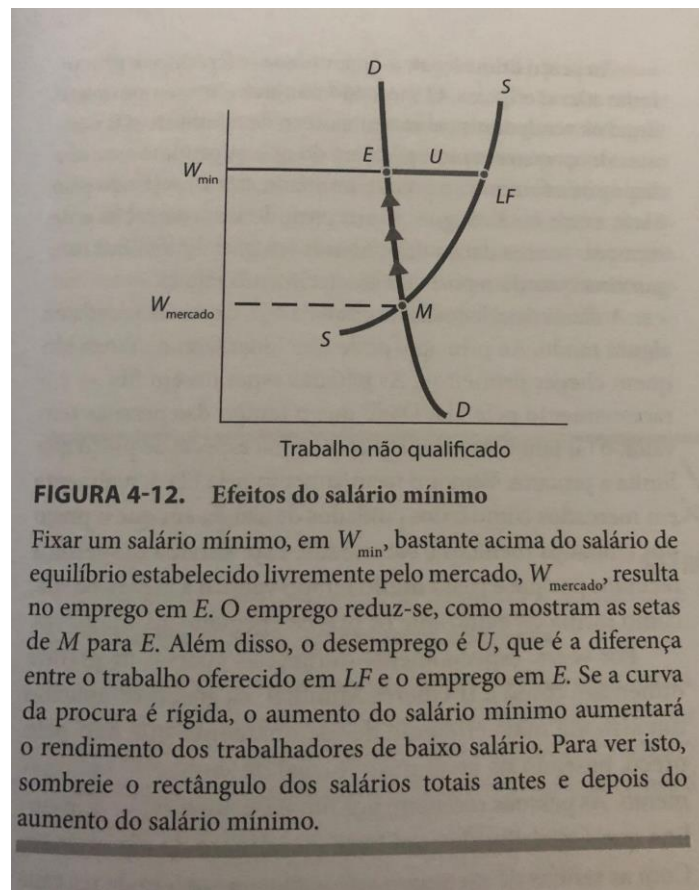 D
S
E
U
W min
LF
W mercado
M
S
D
Trabalho não qualificado
FIGURA 4-12. Efeitos do salário mínimo
Fixar um salário mínimo, em W min, bastante acima do salário de
equilíbrio estabelecido livremente pelo mercado, W mercado, resulta
no emprego em E. O emprego reduz-se, como mostram as setas
de M para E. Além disso, o desemprego é U, que é a diferença
entre o trabalho oferecido em LF e o emprego em E. Se a curva
da procura é rígida, o aumento do salário mínimo aumentará
o rendimento dos trabalhadores de baixo salário. Para ver isto,
sombreie o rectângulo dos salários totais antes e depois do
aumento do salário mínimo.